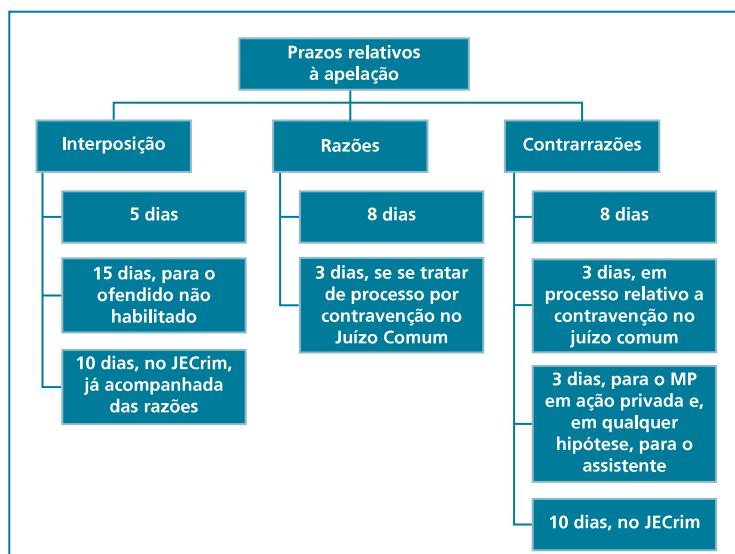 Prazos relativos
à apelação
Interposição
5 dias
15 dias, para o
ofendido não
habilitado
10 dias, no JECrim,
já acompanhada
das razões
Razões
8 dias
3 dias, se se tratar
de processo por
contravenção no
Juízo Comum
Contrarrazões
8 dias
3 dias, em
processo relativo a
contravenção no
juízo comum
3 dias, para o MP
em ação privada e,
em qualquer
hipótese, para o
assistente
10 dias, no JECrim